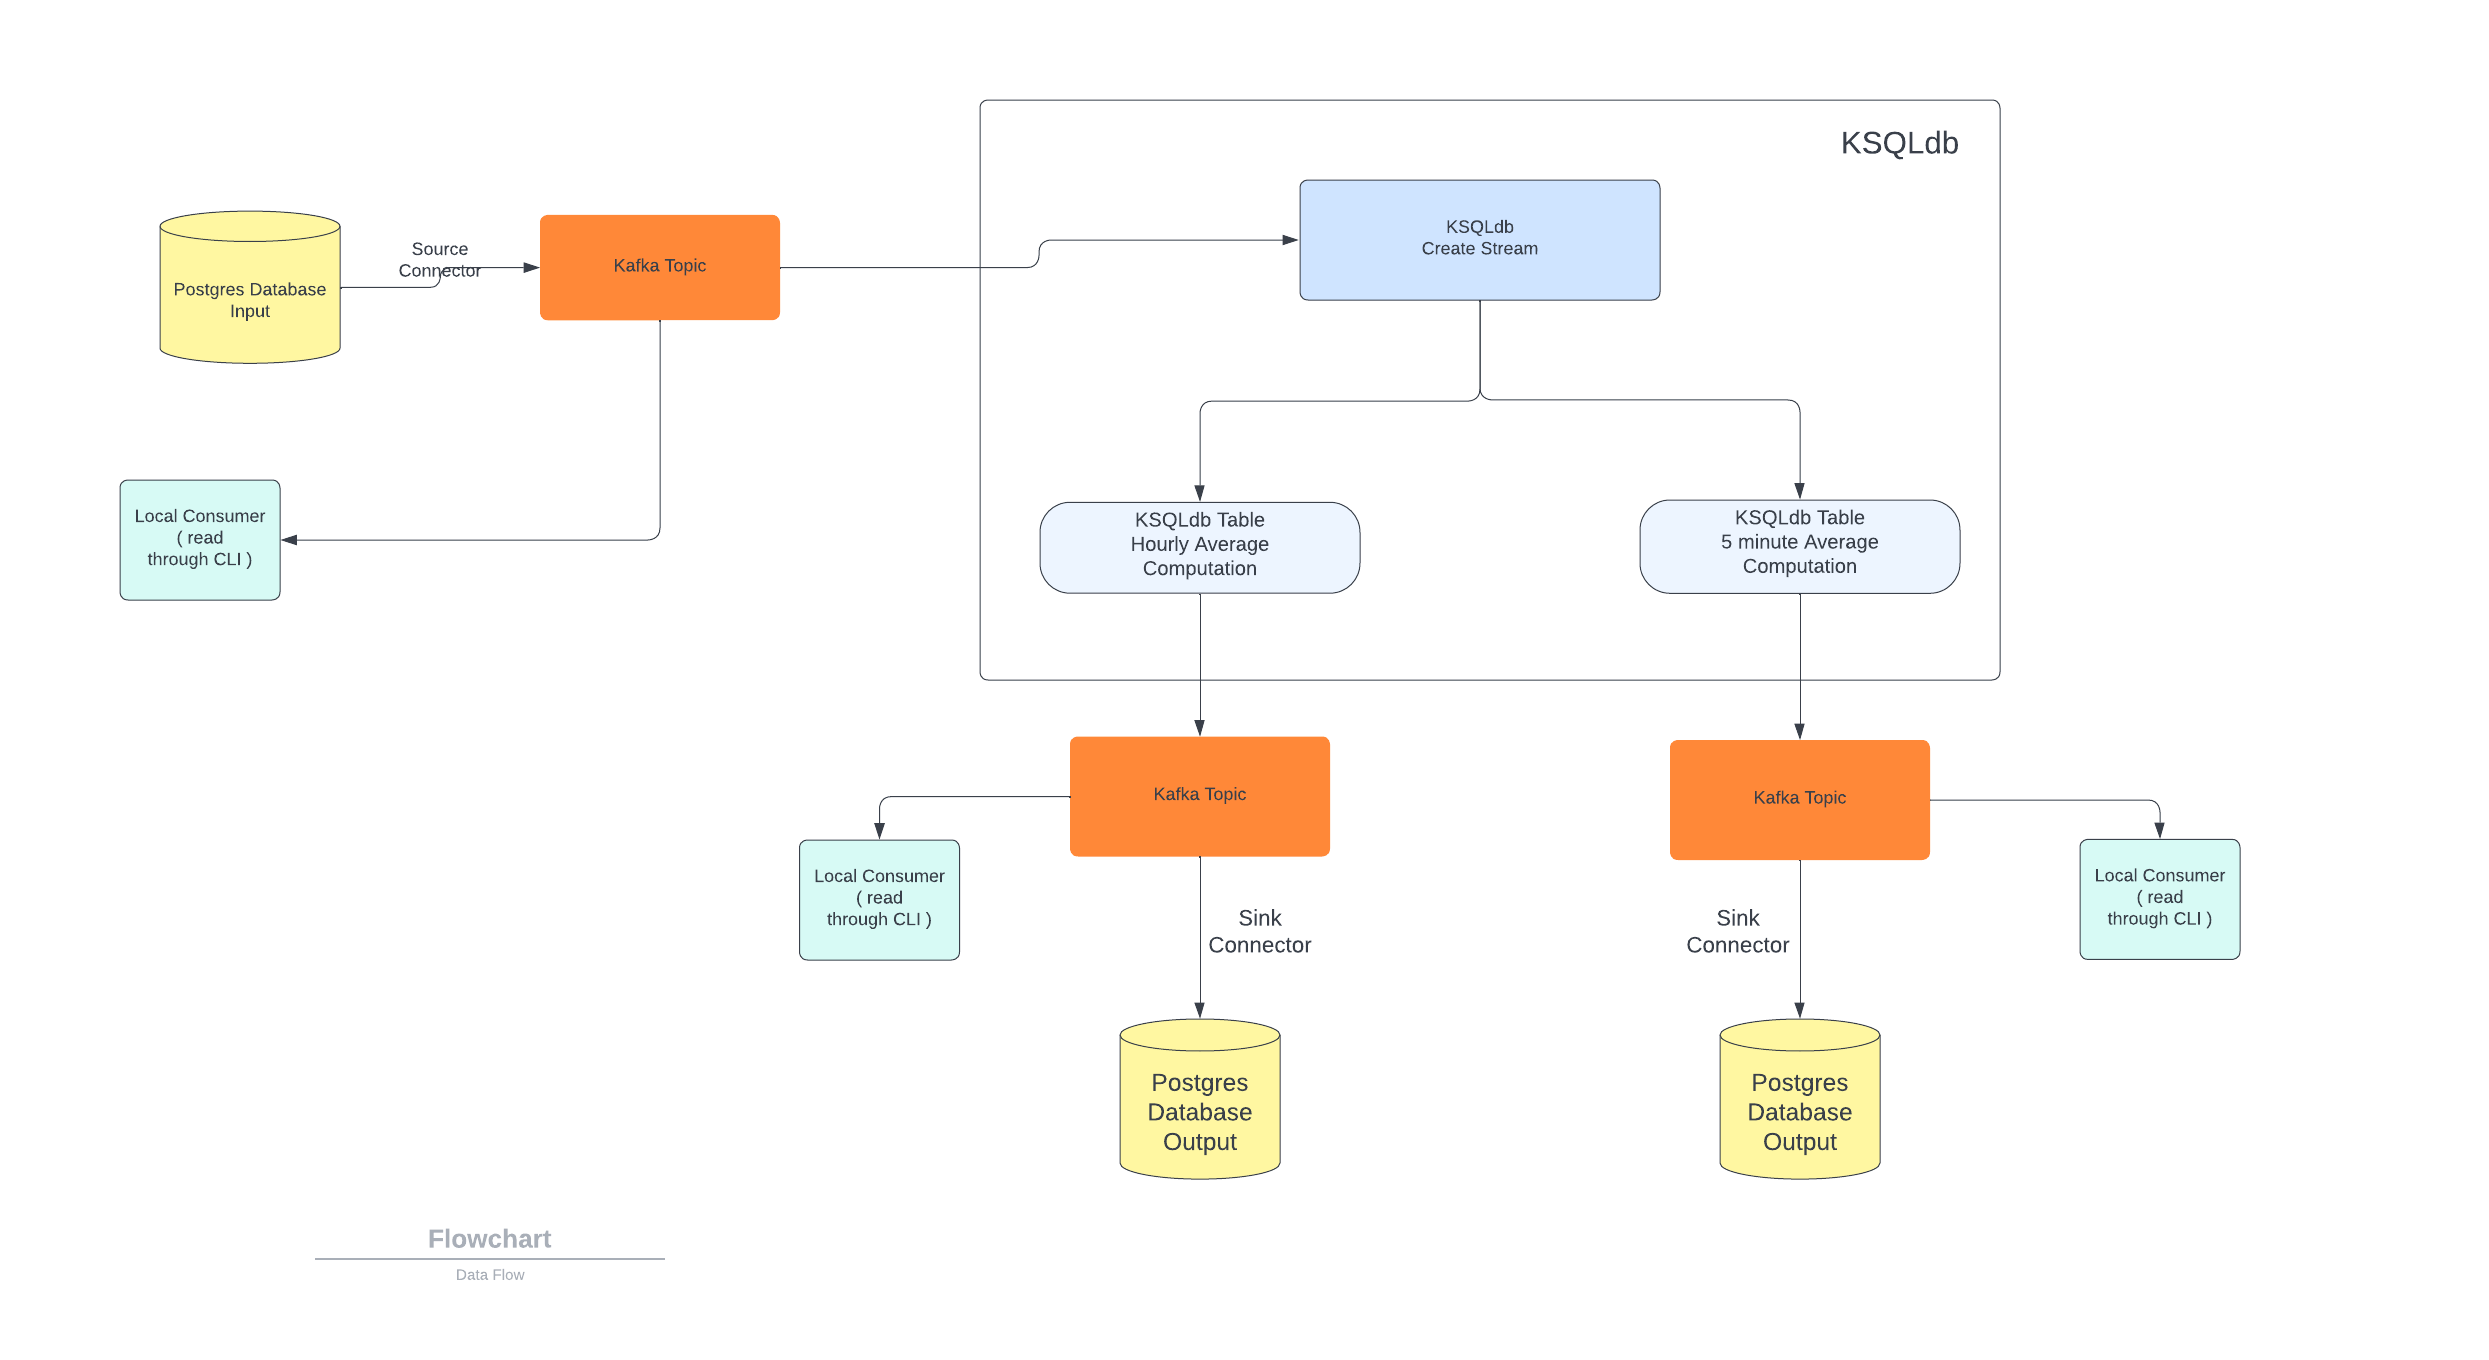 KSQLdb
KSQLdb
Create Stream
Source
Connector
Kafka Topic
Postgres Database
Input
Local Consumer
( read
through CLI )
KSQLdb Table
Hourly Average
Computation
KSQLdb Table
5 minute Average
Computation
Kafka Topic
Kafka Topic
Local Consumer
( read
through CLI )
Sink
Connector
Sink
Connector
Local Consumer
( read
through CLI )
Postgres
Database
Output
Postgres
Database
Output
Flowchart
Data Flow